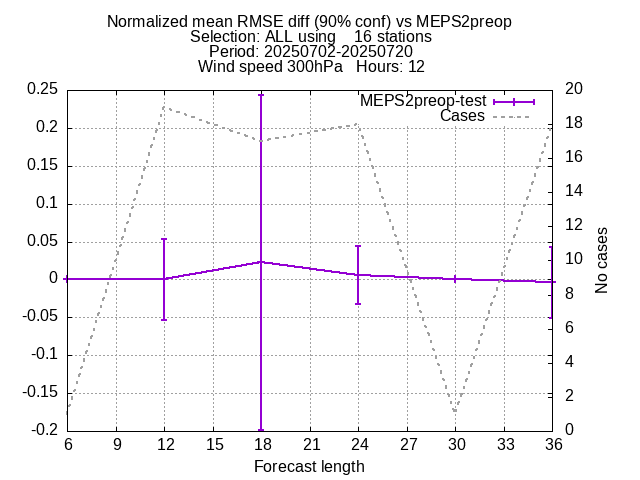 Normalized mean RMSE diff (90% conf) vs MEPS2preop
Selection: ALL using    16 stations
Period: 20250702-20250720
Wind speed 300hPa   Hours: 12
MEPS2preop-test
Cases
0.25
0.2
0.15
0.1
0.05
0
-0.05
-0.1
-0.15
-0.2
20
18
16
14
12
10
8
6
4
2
0
No cases
6 9 12 15 18 21 24 27 30 33 36
Forecast length